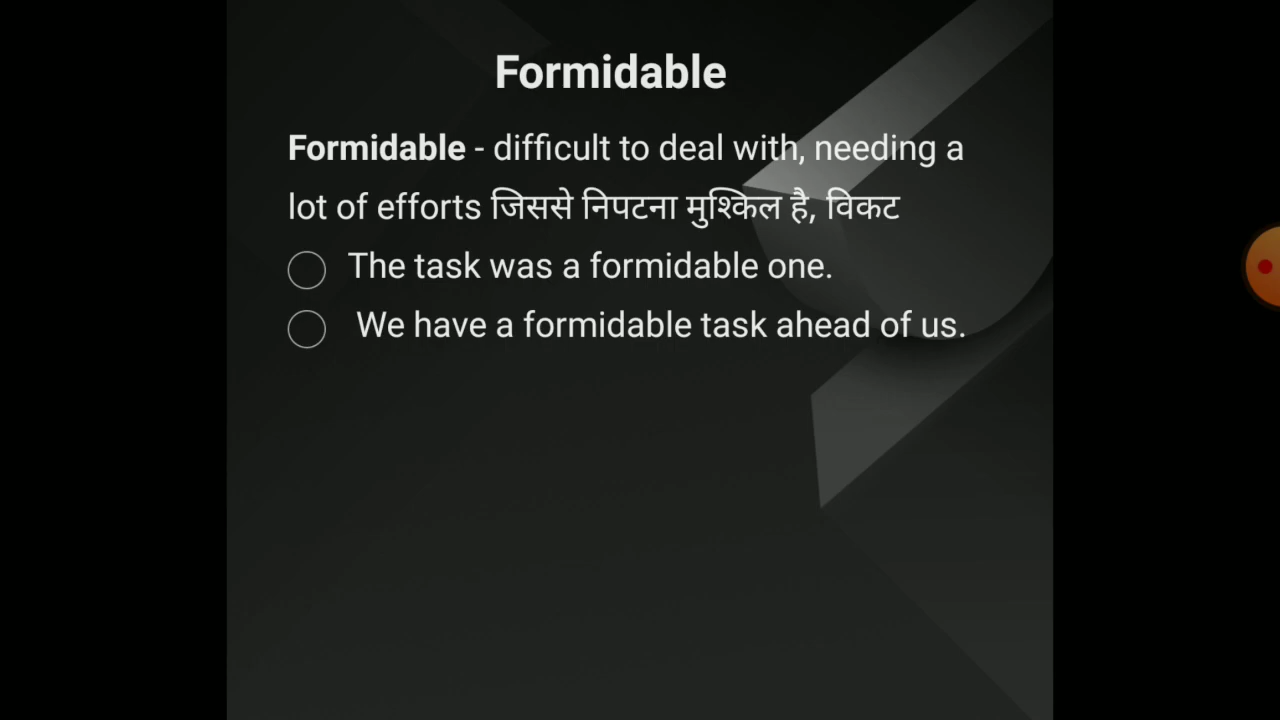 Formidable
Formidable - difficult to deal with, needing a
lot of efforts जिससे निपटना मुश्किल है, विकट
The task was a formidable one.
We have a formidable task ahead of us.